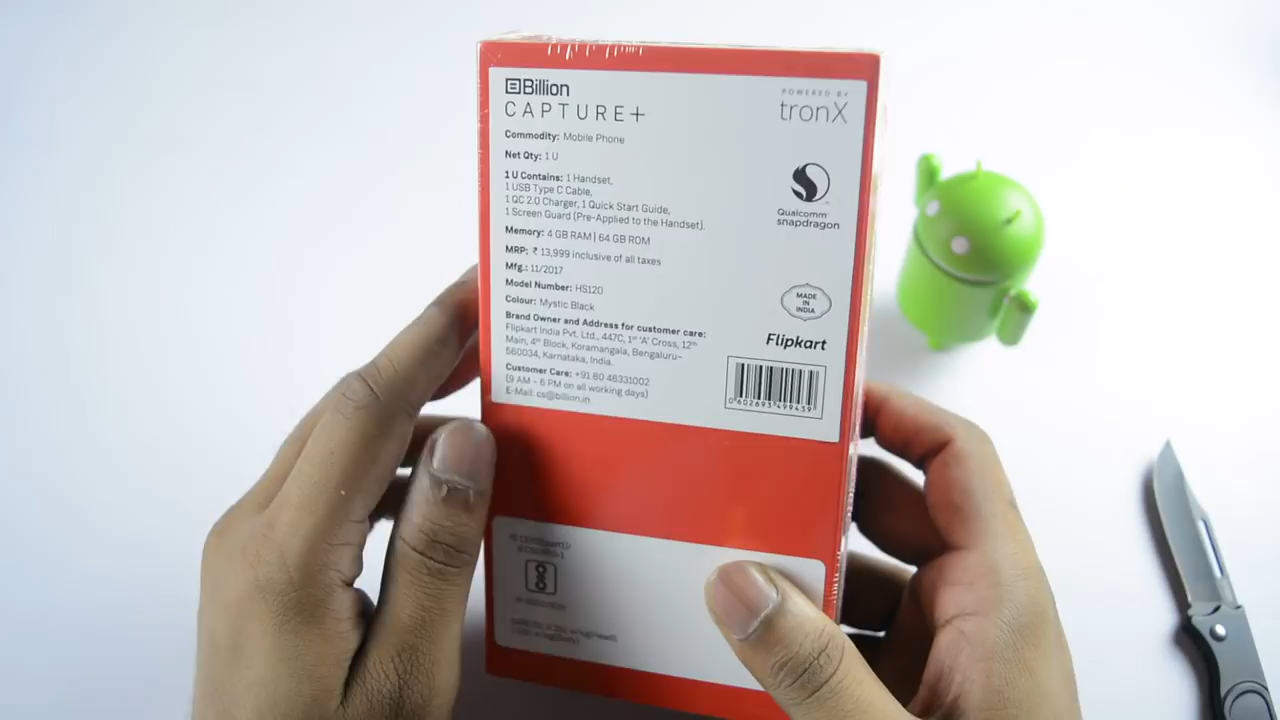 Billion
CAPTURE+
POWERED BY
tronX
Commodity: Mobile Phone
Net Qty: 1 U
1 U Contains: 1 Handset,
1 USB Type C Cable,
1 QC 2.0 Charger, 1 Quick Start Guide,
1 Screen Guard (Pre-Applied to the Handset).
Memory: 4 GB RAM | 64 GB ROM
MRP: ₹ 13,999 inclusive of all taxes
Mfg.: 11/2017
Model Number: HS120
Colour: Mystic Black
Brand Owner and Address for customer care:
Flipkart India Pvt. Ltd., 447C, 1st 'A' Cross, 12th
Main, 4th Block, Koramangala, Bengaluru-
560034, Karnataka, India.
Customer Care: +91 80 46331002
(9 AM - 6 PM on all working days)
E-Mail: cs@billion.in
Qualcomm
snapdragon
MADE
IN
INDIA
Flipkart
0 602693 499439